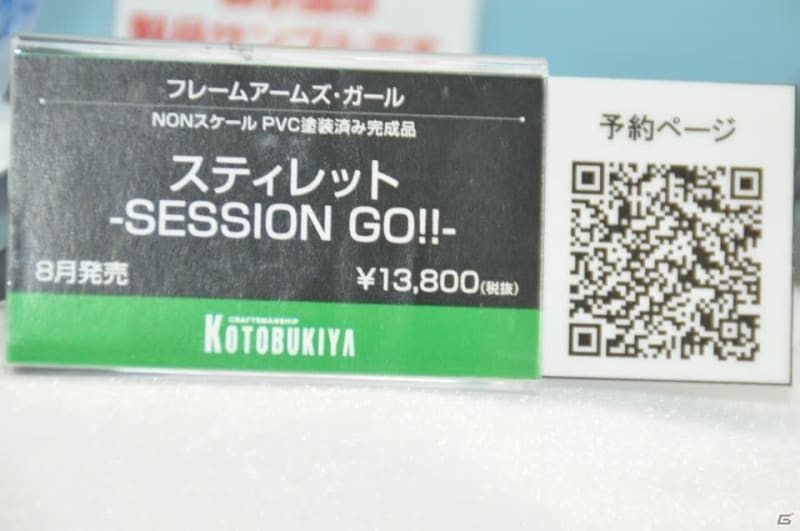 フレームアームズ・ガール
NONスケール PVC塗装済み完成品
スティレット
-SESSION GO!!-
8月発売
¥13,800(税抜)
CRAFTSMANSHIP
KOTOBUKIYA
予約ページ